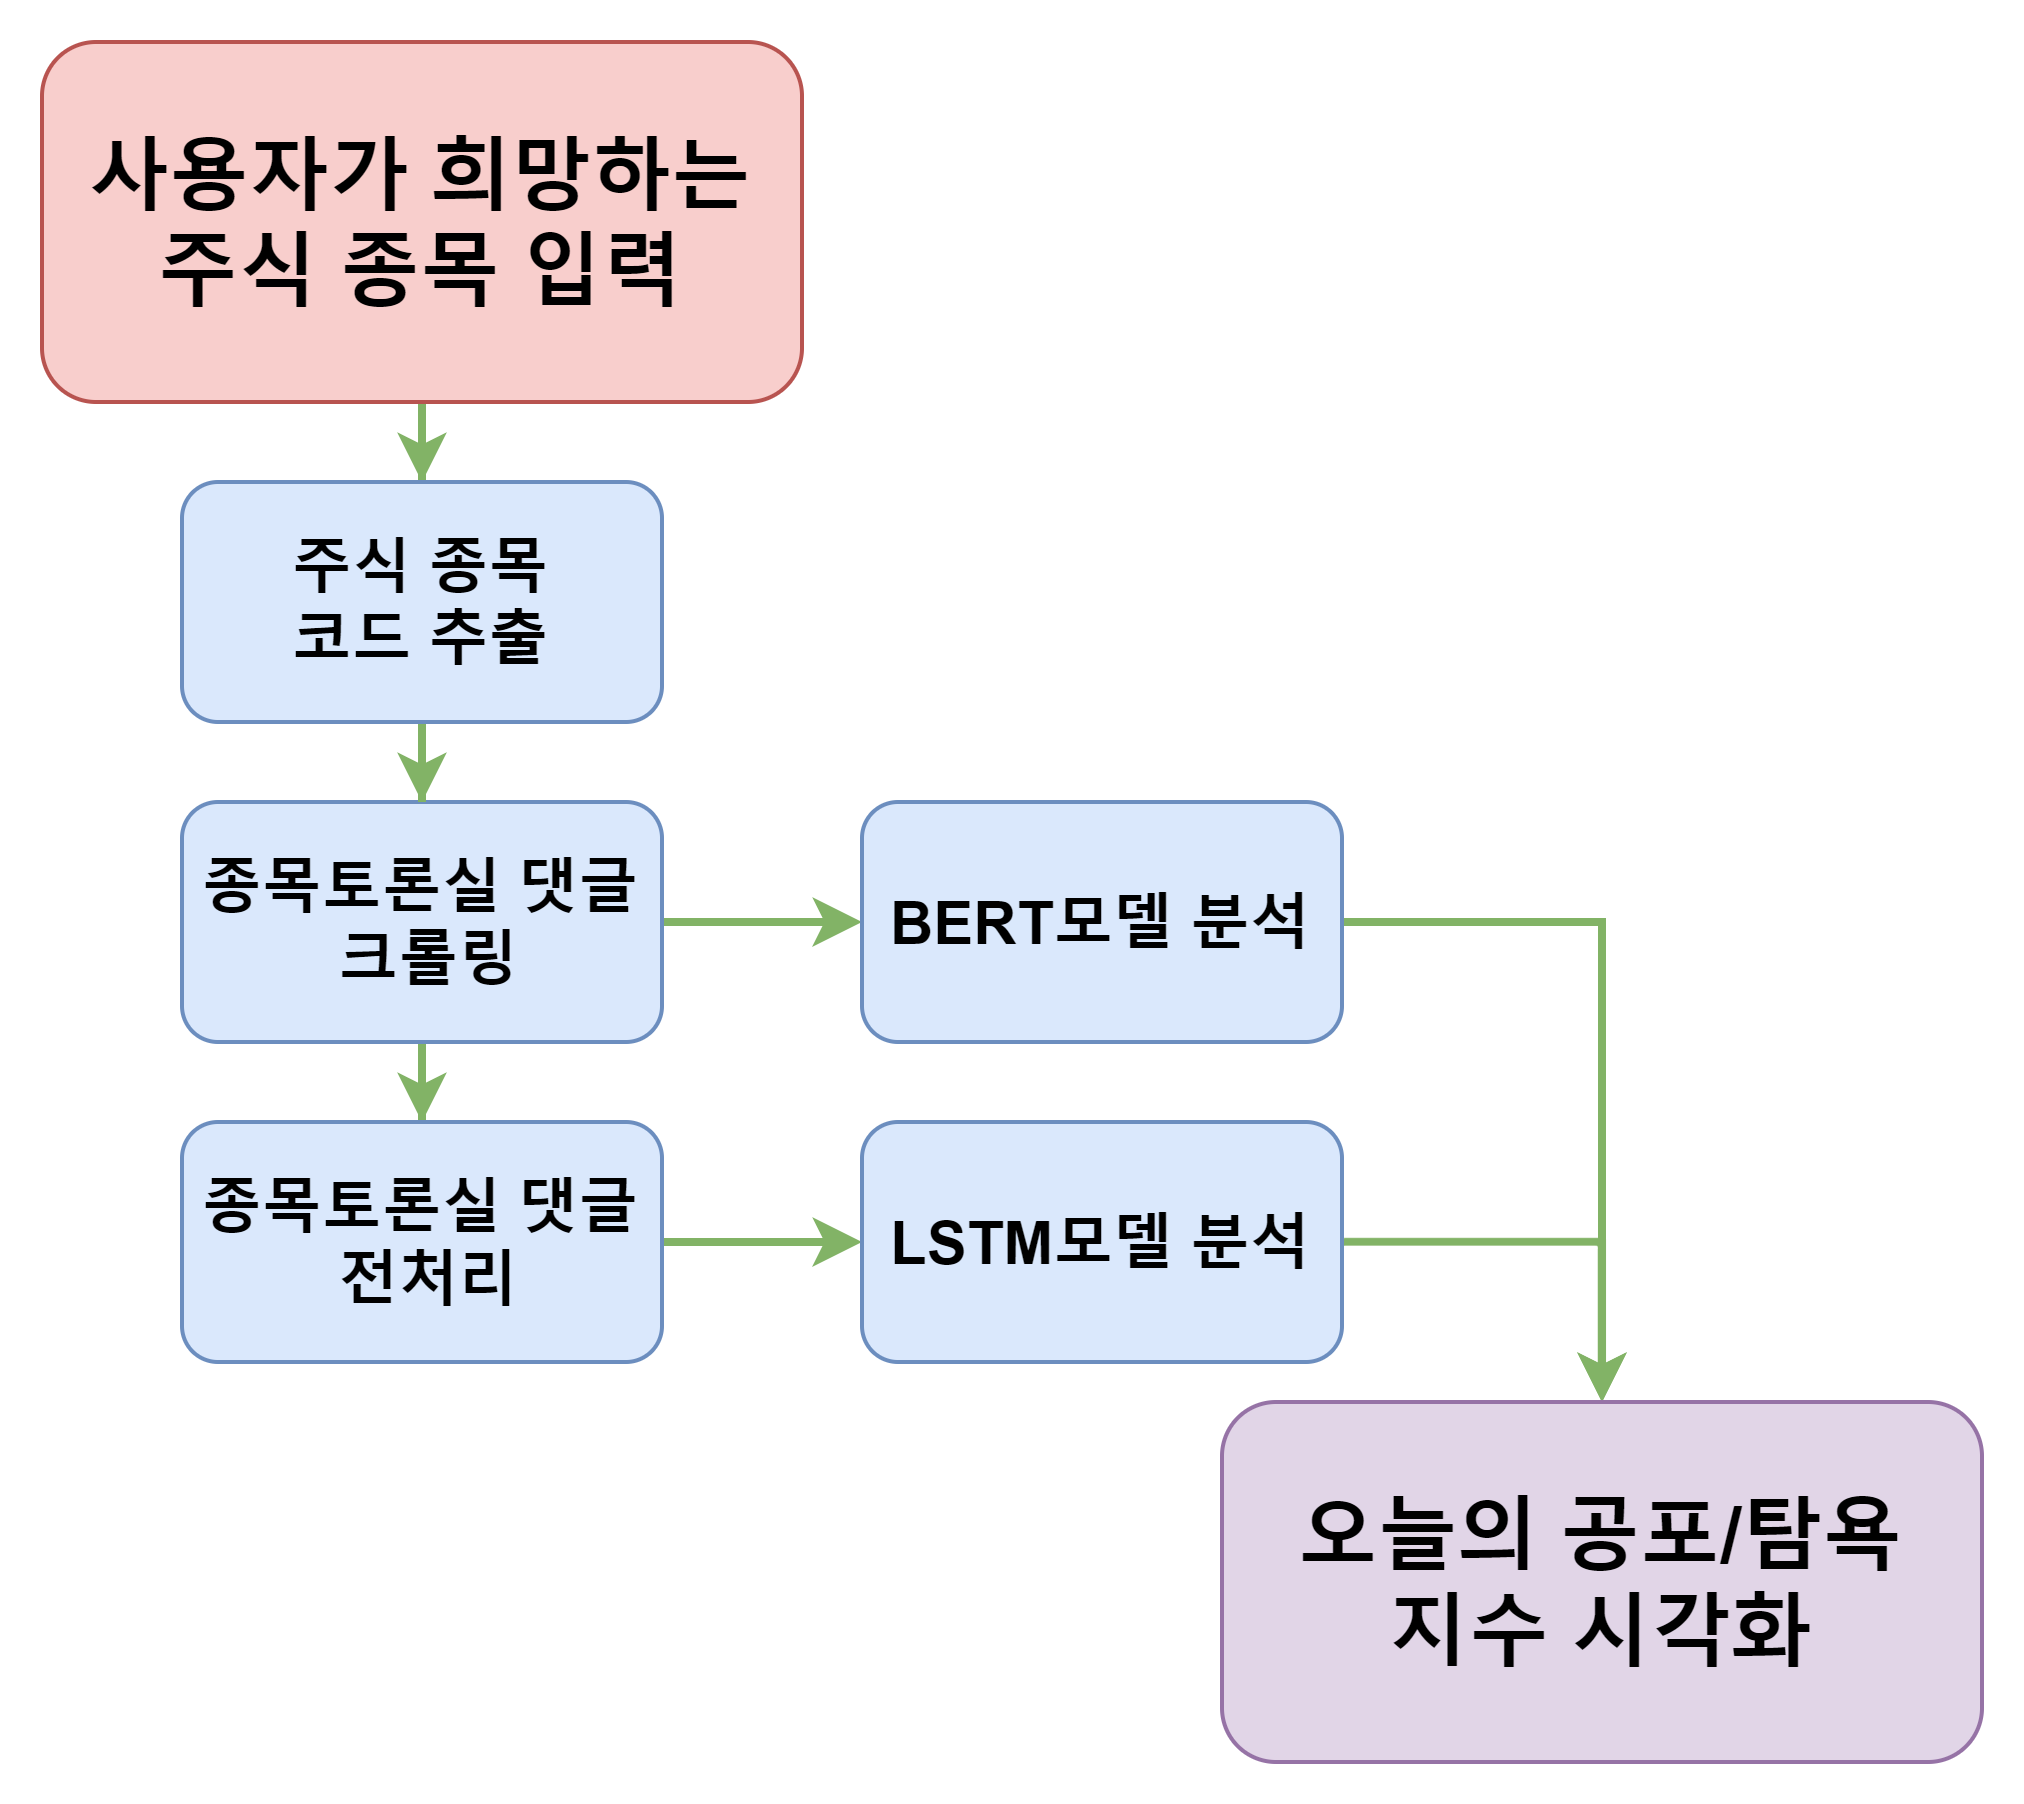 사용자가 희망하는
주식 종목 입력
주식 종목
코드 추출
종목토론실 댓글
크롤링
BERT모델 분석
종목토론실 댓글
전처리
LSTM모델 분석
오늘의 공포/탐욕
지수 시각화